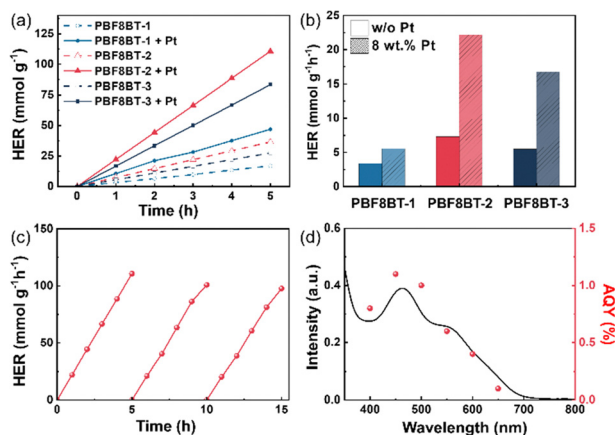 (a)
HER (mmol g⁻¹)
125
100
75
50
25
0
PBF8BT-1
PBF8BT-1 + Pt
PBF8BT-2
PBF8BT-2 + Pt
PBF8BT-3
PBF8BT-3 + Pt
0 1 2 3 4 5
Time (h)
(b)
HER (mmol g⁻¹h⁻¹)
25
20
15
10
5
0
w/o Pt
8 wt.% Pt
PBF8BT-1 PBF8BT-2 PBF8BT-3
(c)
HER (mmol g⁻¹h⁻¹)
150
100
50
0
0 5 10 15
Time (h)
(d)
Intensity (a.u.)
0.6
0.4
0.2
0.0
1.5
1.0
0.5
0.0
AQY (%)
400 500 600 700 800
Wavelength (nm)